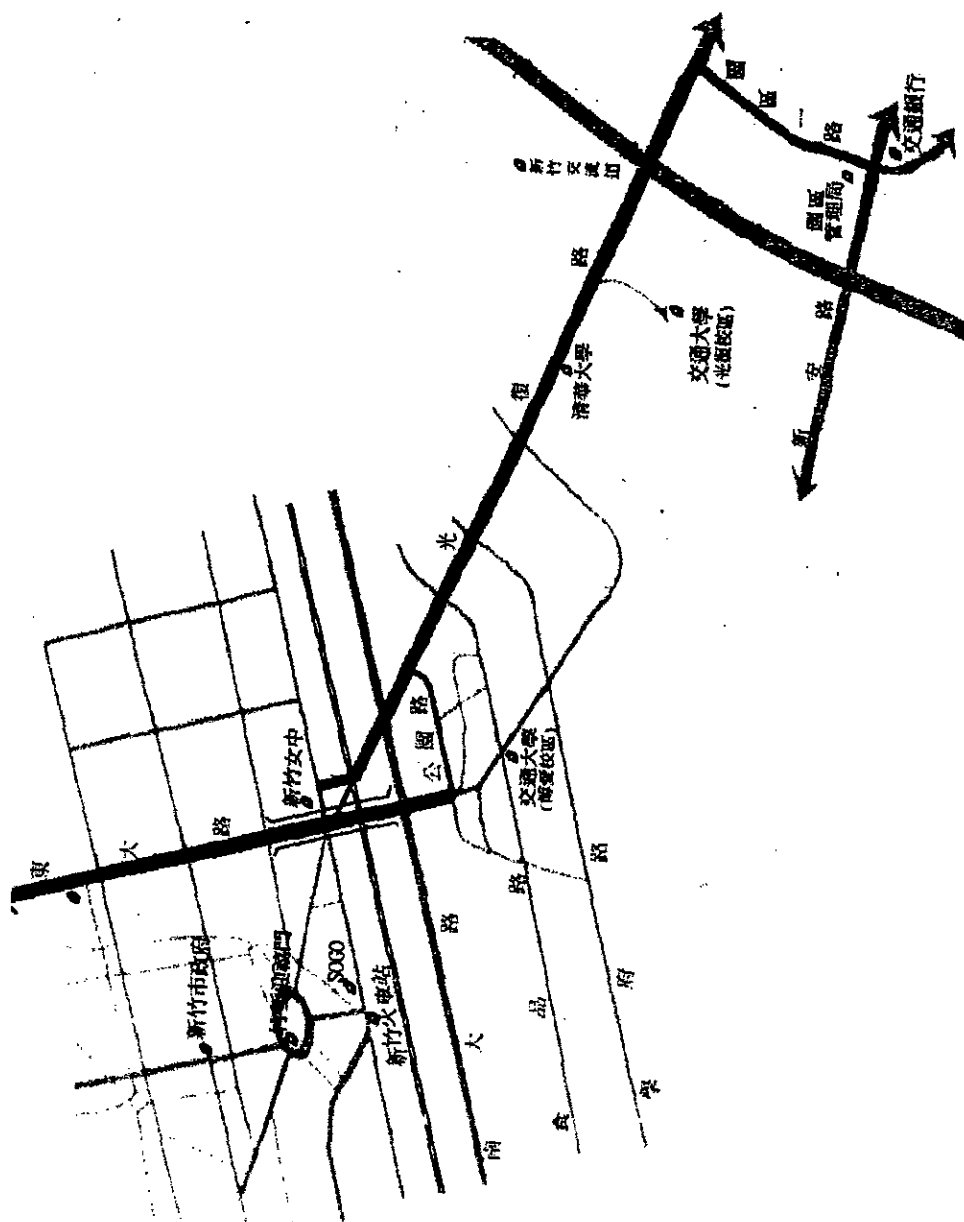 園區一路
交通銀行
新竹交流道
園區
管理局
光復路
交通大學
(光復校區)
清華大學
新安路
新竹女中
公園路
交通大學
(博愛校區)
東大路
新竹市政府
SOGO
新竹火車站
南大路
食品路
學府路